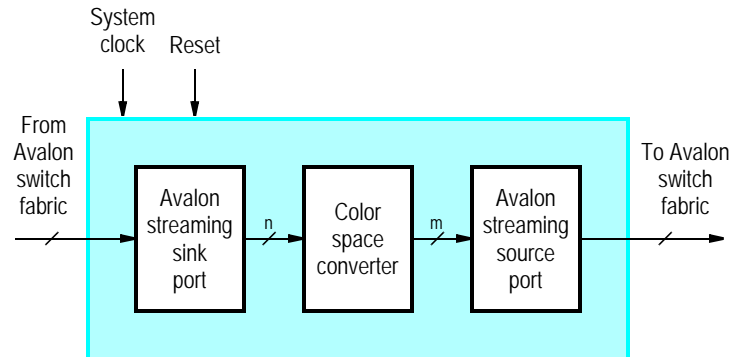 System
clock
Reset
From
Avalon
switch
fabric
To Avalon
switch
fabric
Avalon
streaming
sink
port
n
Color
space
converter
m
Avalon
streaming
source
port